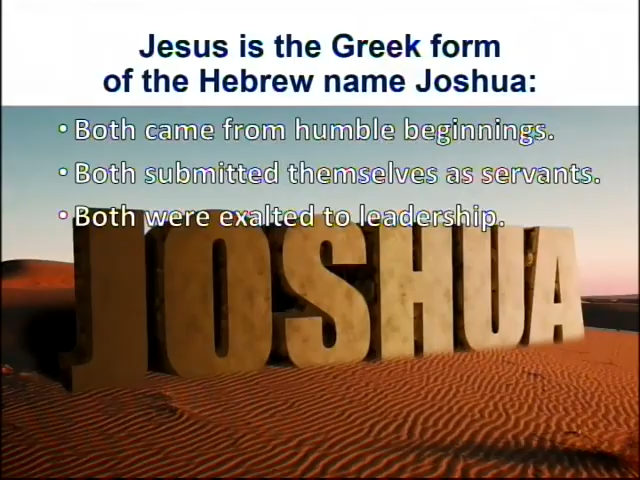 Jesus is the Greek form
of the Hebrew name Joshua:
• Both came from humble beginnings.
• Both submitted themselves as servants.
• Both were exalted to leadership.
JOSHUA